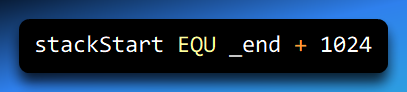 stackStart EQU _end + 1024